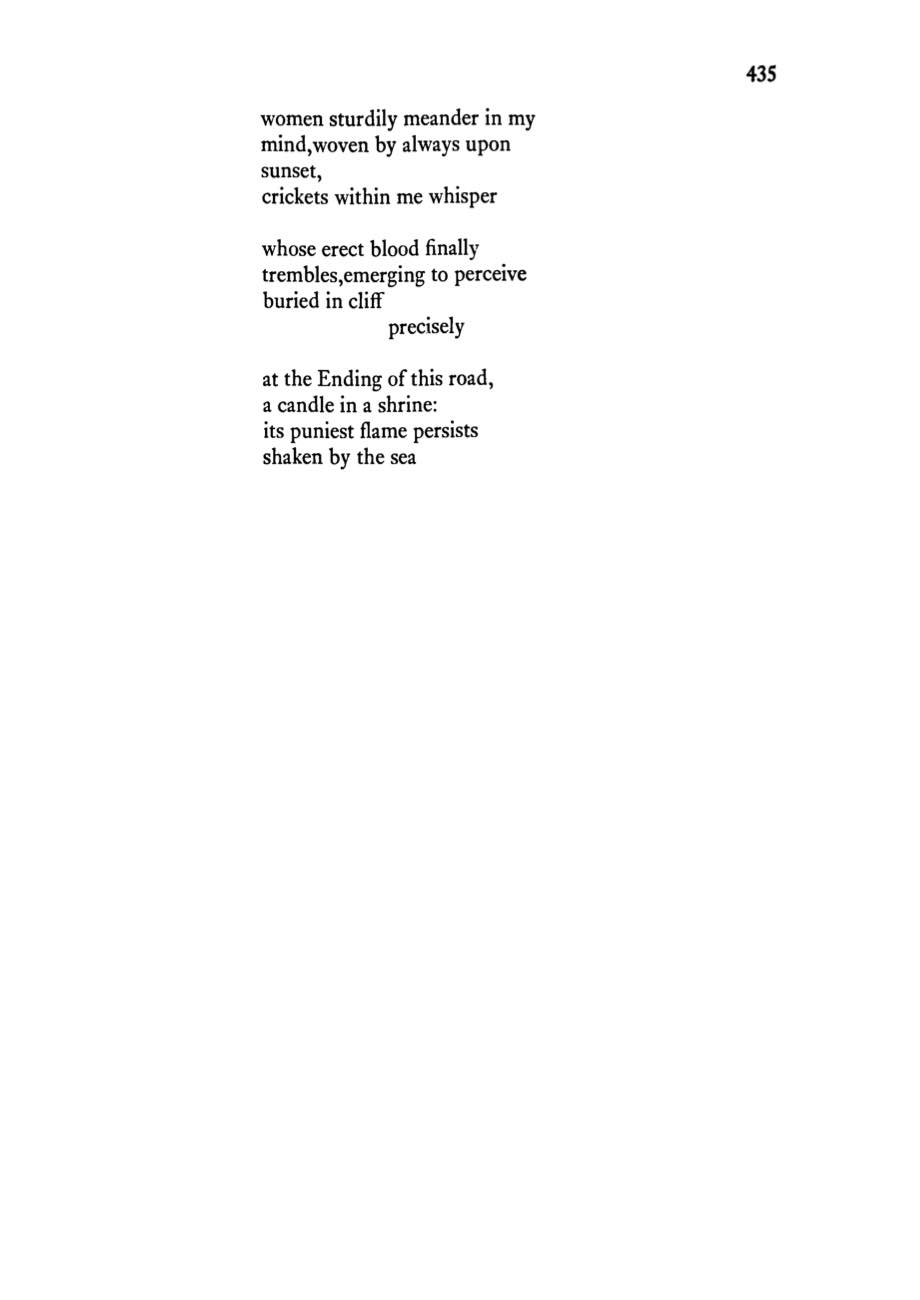 435
women sturdily meander in my
mind,woven by always upon
sunset,
crickets within me whisper
whose erect blood finally
trembles,emerging to perceive
buried in cliff
precisely
at the Ending of this road,
a candle in a shrine:
its puniest flame persists
shaken by the sea